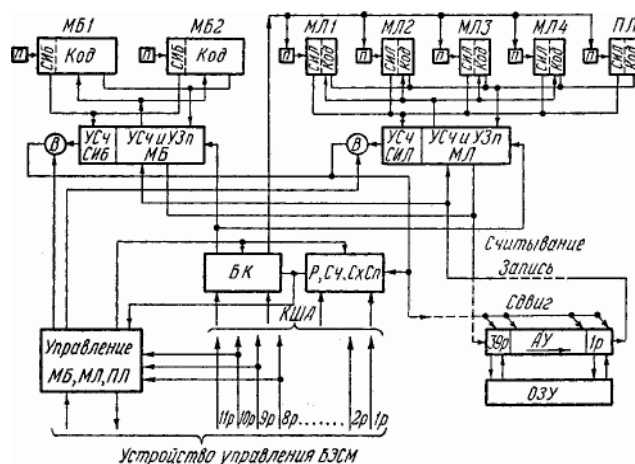 МБ1 МБ2 МЛ1 МЛ2 МЛ3 МЛ4 ПЛ
П СИБ Код П СИБ Код П СИЛ Код П СИЛ Код П СИЛ Код П СИЛ Код П СИЛ Код
В УСч СИБ УСч и УЗп МБ В УСч СИЛ УСч и УЗп МЛ
Считывание
БК Р, Сч, СхСп Запись
КША Сдвиг
Управление МБ, МЛ, ПЛ 39р АУ 1р
ОЗУ
11р 10р 9р 8р ....... 2р 1р
Устройство управления БЭСМ